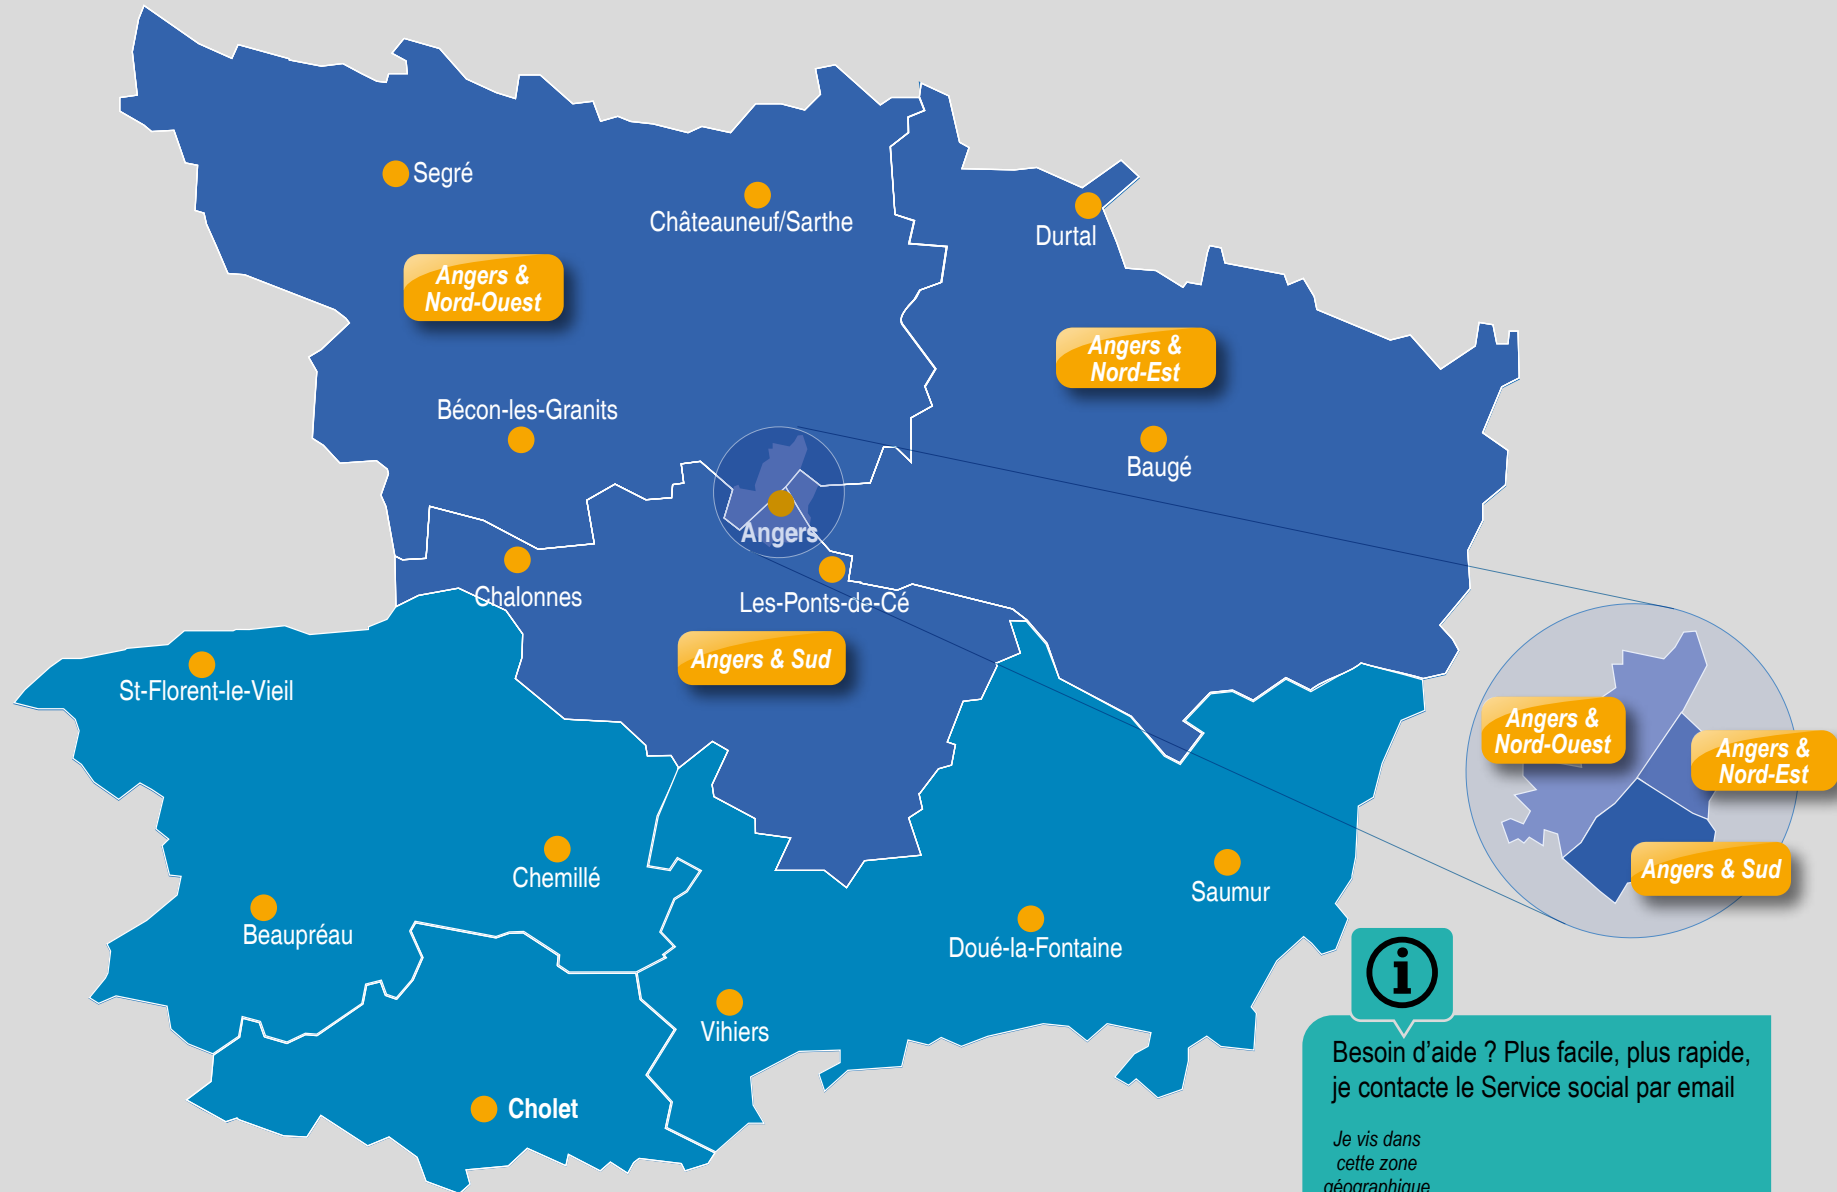 Segré
Châteauneuf/Sarthe
Durtal
Angers &
Nord-Ouest
Angers &
Nord-Est
Bécon-les-Granits
Baugé
Angers
Chalonnes
Les-Ponts-de-Cé
Angers & Sud
St-Florent-le-Vieil
Angers &
Nord-Ouest
Angers &
Nord-Est
Angers & Sud
Chemillé
Saumur
Beaupréau
Doué-la-Fontaine
Vihiers
Cholet
i
Besoin d'aide ? Plus facile, plus rapide,
je contacte le Service social par email
Je vis dans
cette zone
géographique